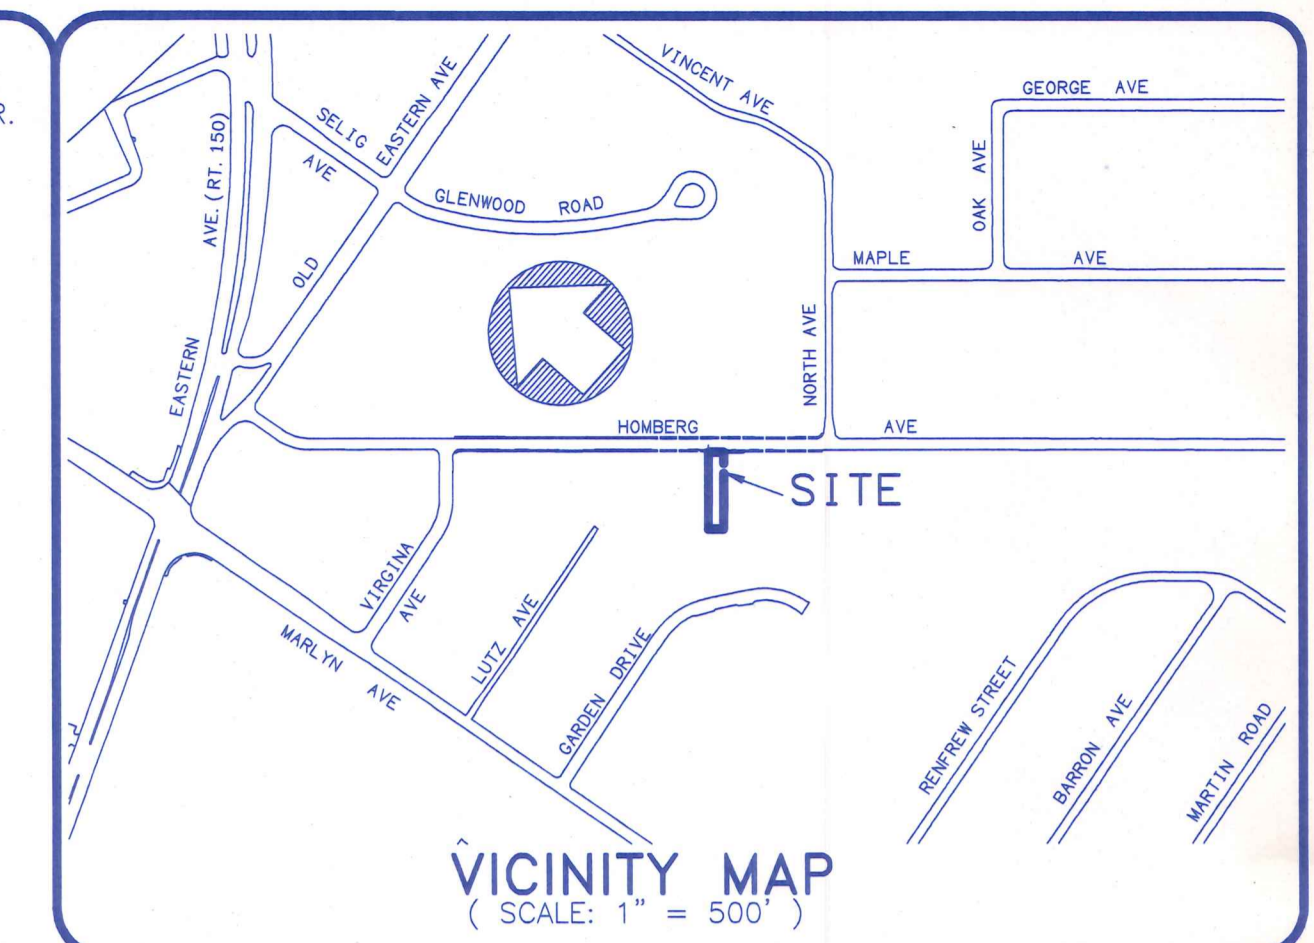 R.
VINCENT AVE
GEORGE AVE
SELIG AVE
EASTERN AVE
OLD
EASTERN AVE. (RT. 150)
GLENWOOD ROAD
OAK AVE
MAPLE AVE
NORTH AVE
HOMBERG AVE
SITE
VIRGINA AVE
LUTZ AVE
GARDEN DRIVE
MARLYN AVE
RENFREW STREET
BARRON AVE
MARTIN ROAD
VICINITY MAP
( SCALE: 1" = 500' )